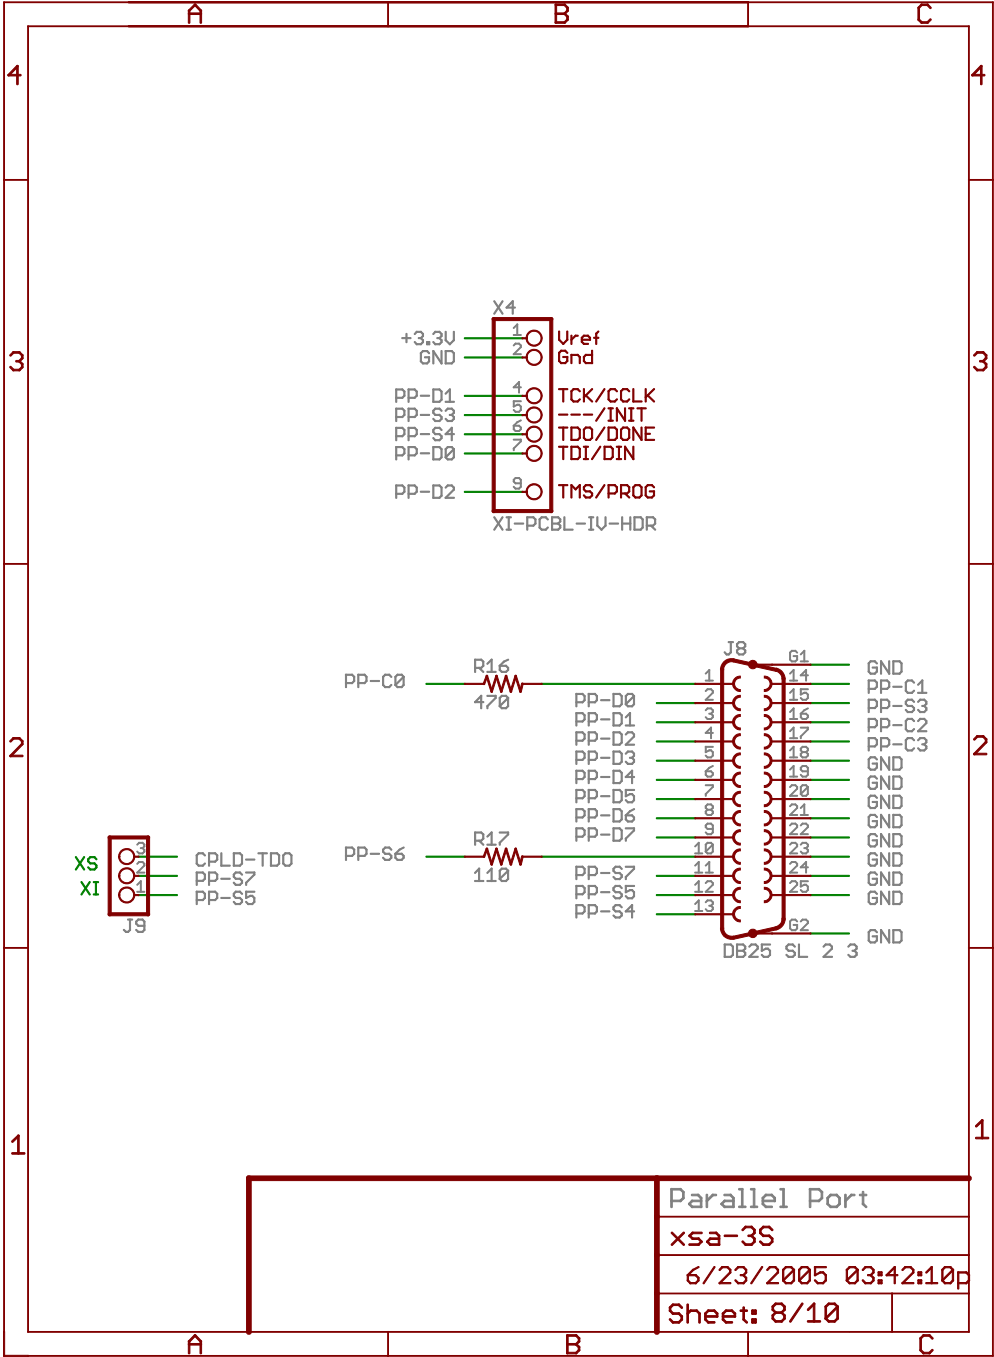 A B C
4 4
X4
+3.3V 1 Vref
GND 2 Gnd
3 3
PP-D1 4 TCK/CCLK
PP-S3 5 ---/INIT
PP-S4 6 TDO/DONE
PP-D0 7 TDI/DIN
PP-D2 9 TMS/PROG
XI-PCBL-IV-HDR
J8
G1 GND
PP-C0 R16 1 14 PP-C1
470
PP-D0 2 15 PP-S3
PP-D1 3 16 PP-C2
PP-D2 4 17 PP-C3
2 2
PP-D3 5 18 GND
PP-D4 6 19 GND
PP-D5 7 20 GND
PP-D6 8 21 GND
PP-D7 9 22 GND
PP-S6 R17 10 23 GND
110
PP-S7 11 24 GND
PP-S5 12 25 GND
PP-S4 13
G2 GND
DB25 SL 2 3
XS 3 CPLD-TDO
2 PP-S7
XI 1 PP-S5
J9
1 1
Parallel Port
xsa-3S
6/23/2005 03:42:10p
Sheet: 8/10
A B C